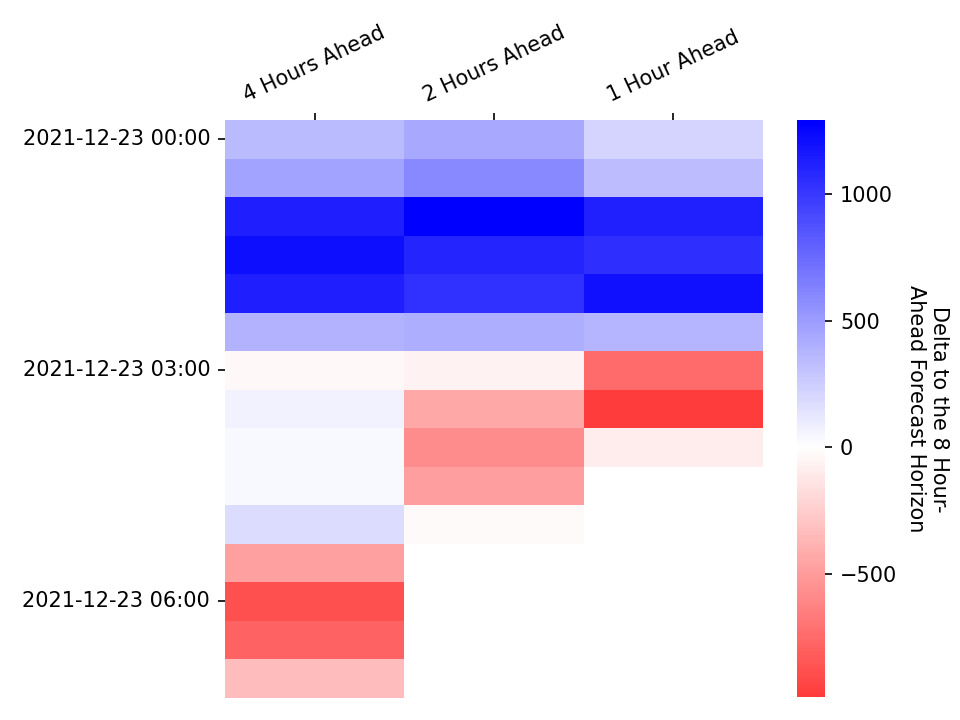 4 Hours Ahead
2 Hours Ahead
1 Hour Ahead
2021-12-23 00:00
2021-12-23 03:00
2021-12-23 06:00
1000
500
0
−500
Delta to the 8 Hour-
Ahead Forecast Horizon